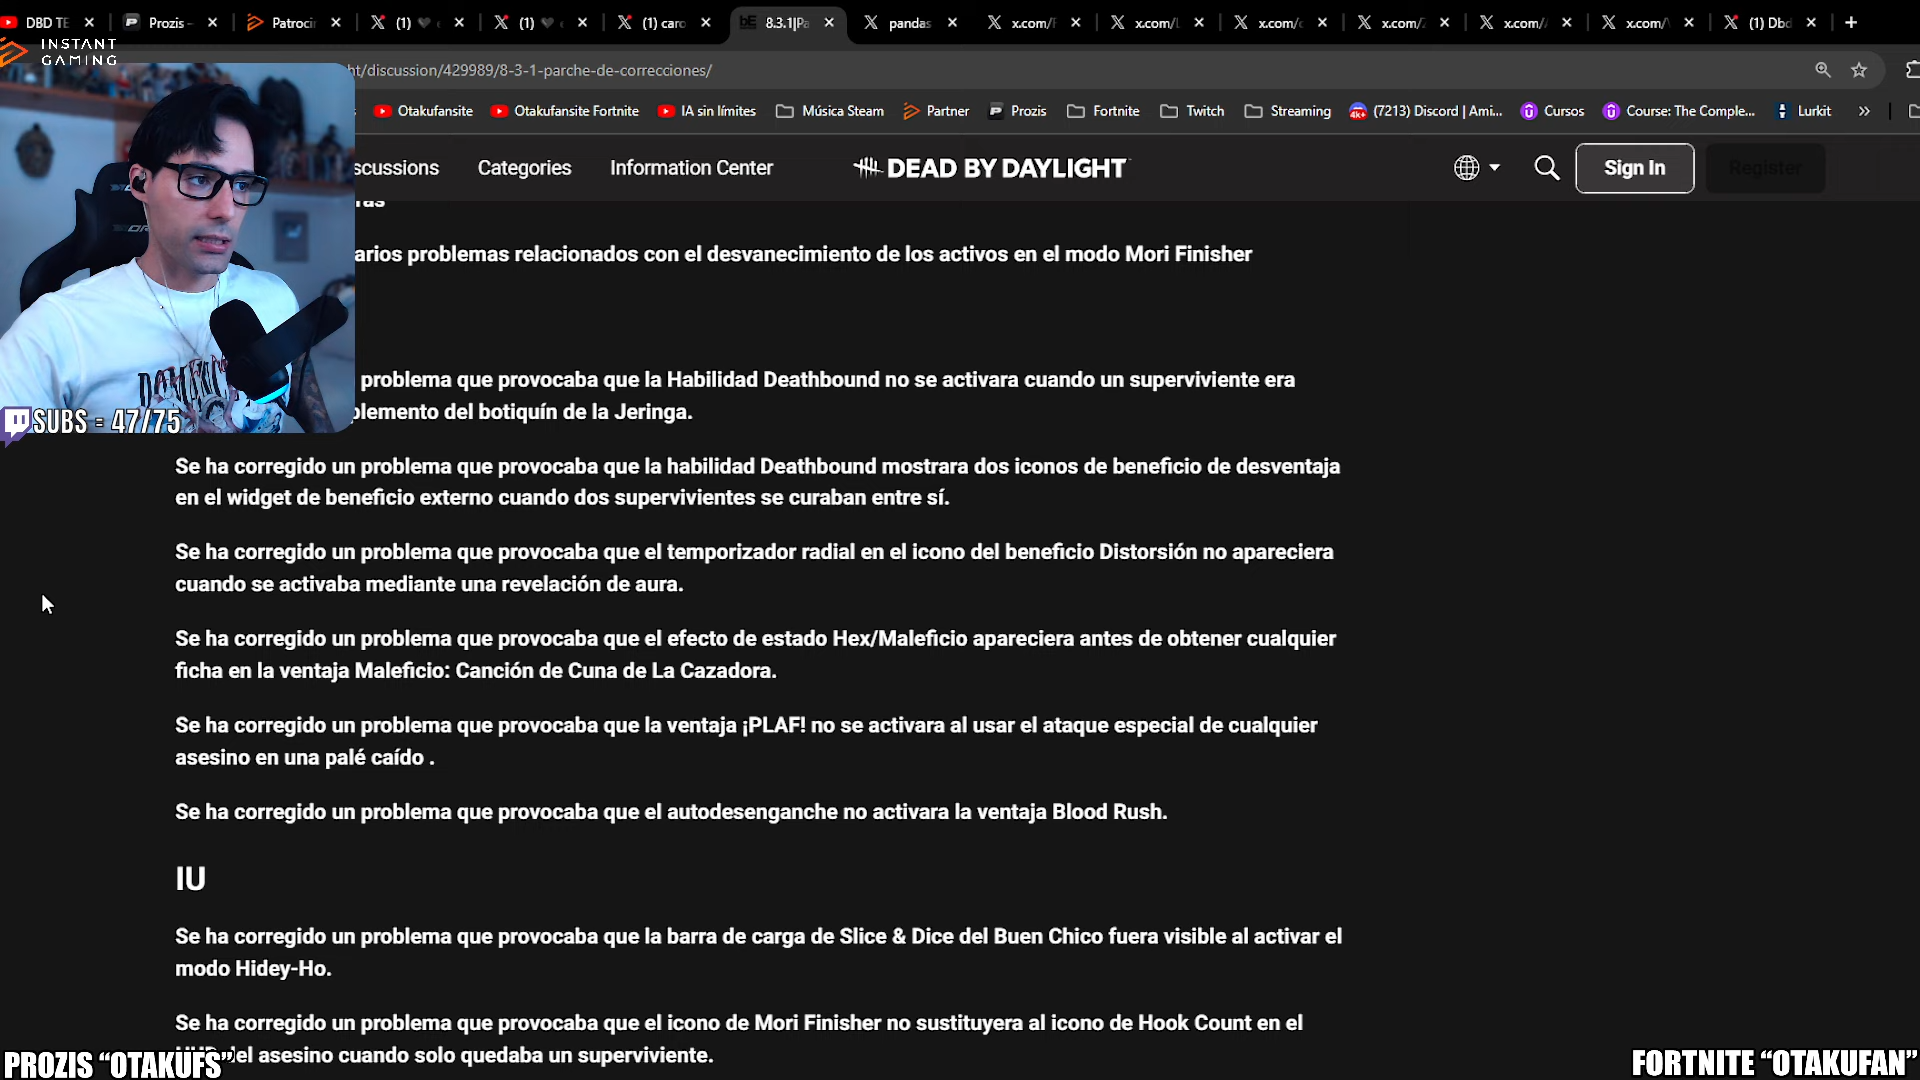 DBD TE
Prozis -
Patrocir
(1)
(1)
(1) caro
8.3.1|Pa
pandas
x.com/F
x.com/L
x.com/c
x.com/
x.com/
x.com/
(1) Dbd
INSTANT
GAMING
ht/discussion/429989/8-3-1-parche-de-correcciones/
Otakufansite
Otakufansite Fortnite
IA sin límites
Música Steam
Partner
Prozis
Fortnite
Twitch
Streaming
(7213) Discord | Ami...
Cursos
Course: The Comple...
Lurkit
scussions
Categories
Information Center
DEAD BY DAYLIGHT
Sign In
Register
ras
arios problemas relacionados con el desvanecimiento de los activos en el modo Mori Finisher
problema que provocaba que la Habilidad Deathbound no se activara cuando un superviviente era
plemento del botiquín de la Jeringa.
SUBS = 47/75
Se ha corregido un problema que provocaba que la habilidad Deathbound mostrara dos iconos de beneficio de desventaja
en el widget de beneficio externo cuando dos supervivientes se curaban entre sí.
Se ha corregido un problema que provocaba que el temporizador radial en el icono del beneficio Distorsión no apareciera
cuando se activaba mediante una revelación de aura.
Se ha corregido un problema que provocaba que el efecto de estado Hex/Maleficio apareciera antes de obtener cualquier
ficha en la ventaja Maleficio: Canción de Cuna de La Cazadora.
Se ha corregido un problema que provocaba que la ventaja ¡PLAF! no se activara al usar el ataque especial de cualquier
asesino en una palé caído .
Se ha corregido un problema que provocaba que el autodesenganche no activara la ventaja Blood Rush.
IU
Se ha corregido un problema que provocaba que la barra de carga de Slice & Dice del Buen Chico fuera visible al activar el
modo Hidey-Ho.
Se ha corregido un problema que provocaba que el icono de Mori Finisher no sustituyera al icono de Hook Count en el
del asesino cuando solo quedaba un superviviente.
PROZIS “OTAKUFS”
FORTNITE “OTAKUFAN”